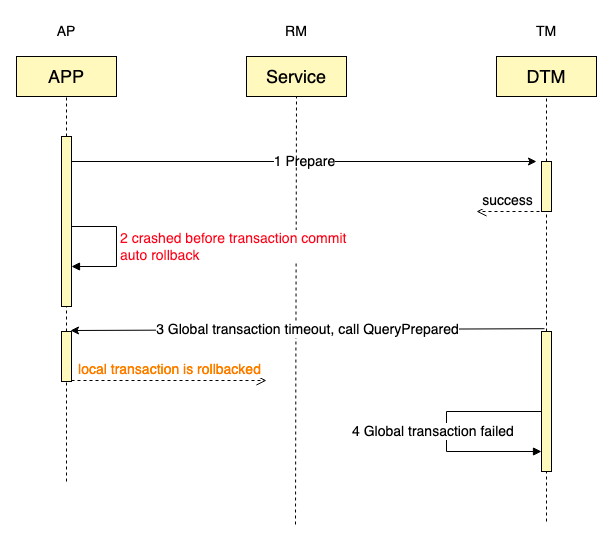 AP
RM
TM
APP
Service
DTM
1 Prepare
success
2 crashed before transaction commit
auto rollback
3 Global transaction timeout, call QueryPrepared
local transaction is rollbacked
4 Global transaction failed